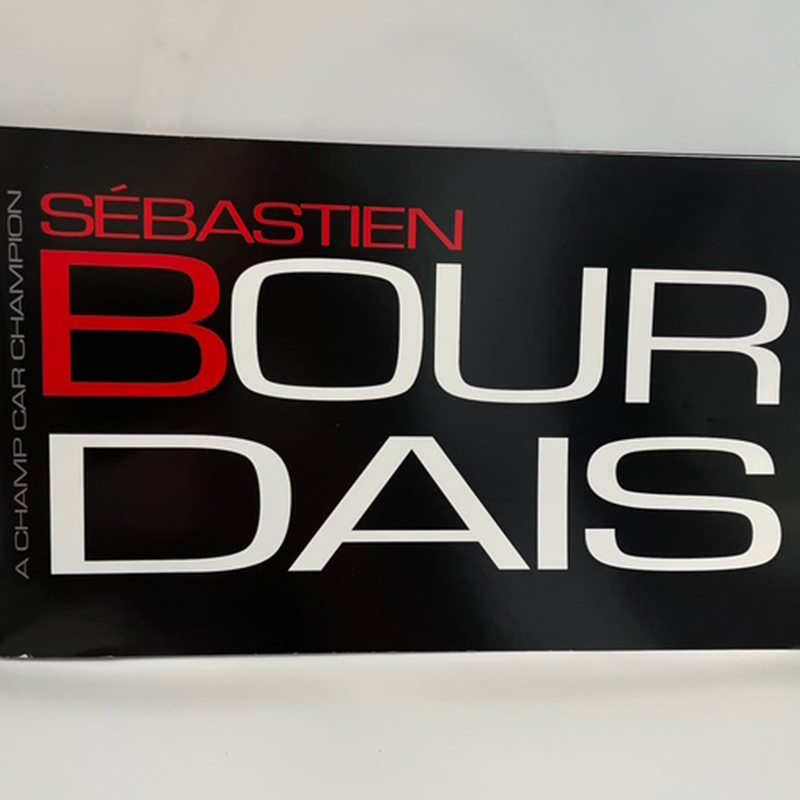 A CHAMP CAR CHAMPION
SÉBASTIEN
BOUR
DAIS